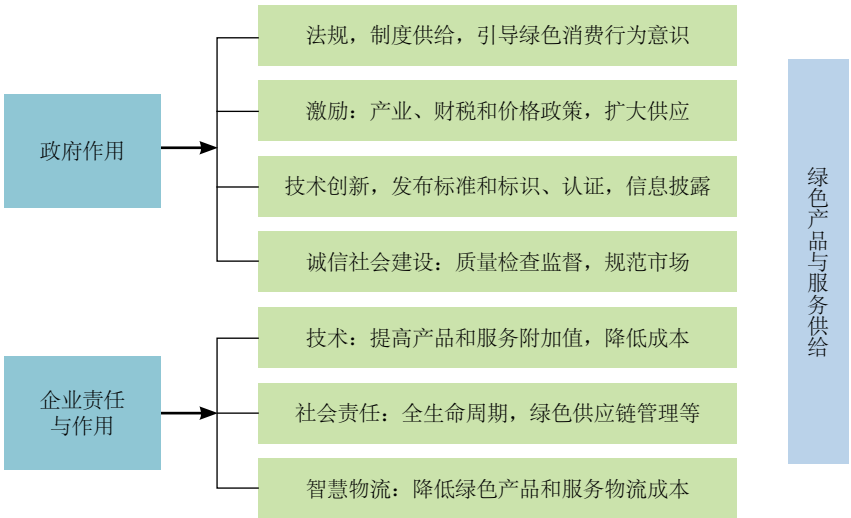 政府作用
法规，制度供给，引导绿色消费行为意识
激励：产业、财税和价格政策，扩大供应
技术创新，发布标准和标识、认证，信息披露
诚信社会建设：质量检查监督，规范市场
企业责任
与作用
技术：提高产品和服务附加值，降低成本
社会责任：全生命周期，绿色供应链管理等
智慧物流：降低绿色产品和服务物流成本
绿色产品与服务供给